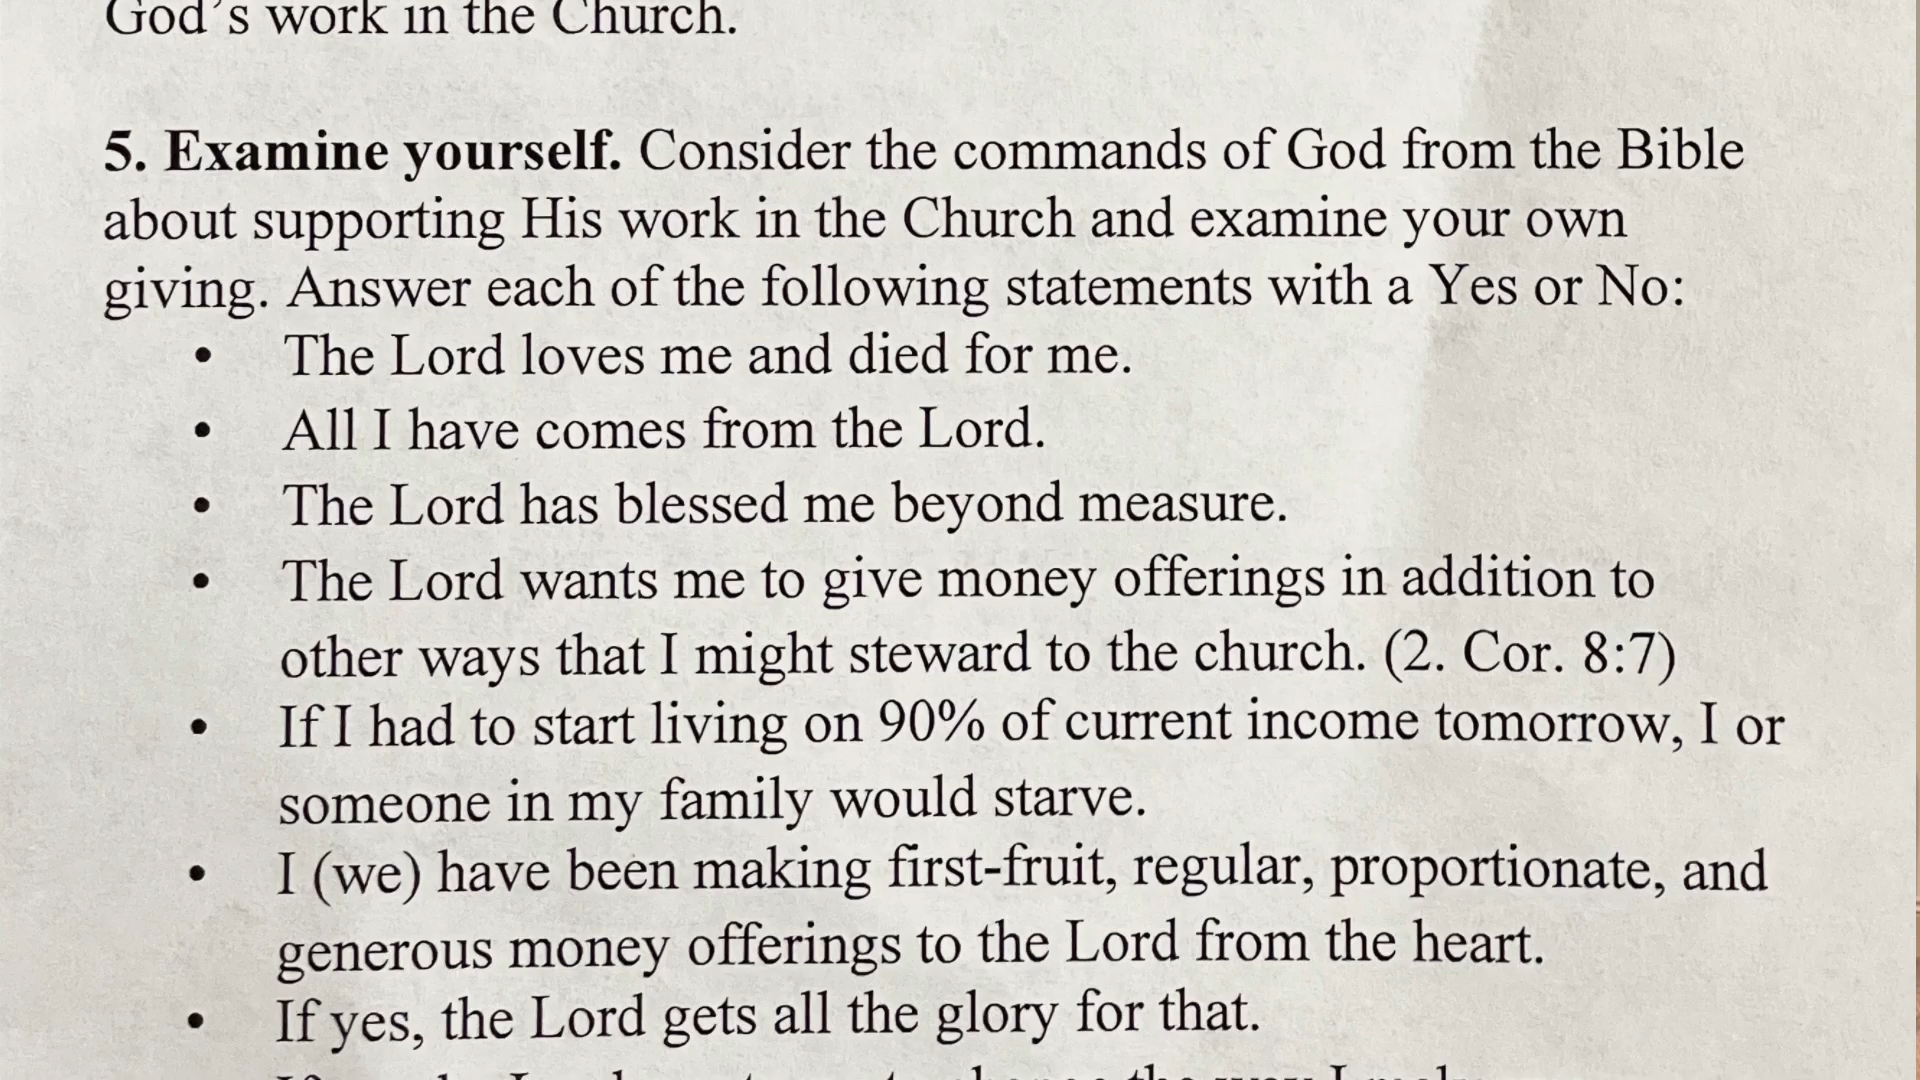 God's work in the Church.
5. Examine yourself. Consider the commands of God from the Bible
about supporting His work in the Church and examine your own
giving. Answer each of the following statements with a Yes or No:
• The Lord loves me and died for me.
• All I have comes from the Lord.
• The Lord has blessed me beyond measure.
• The Lord wants me to give money offerings in addition to
other ways that I might steward to the church. (2. Cor. 8:7)
• If I had to start living on 90% of current income tomorrow, I or
someone in my family would starve.
• I (we) have been making first-fruit, regular, proportionate, and
generous money offerings to the Lord from the heart.
• If yes, the Lord gets all the glory for that.